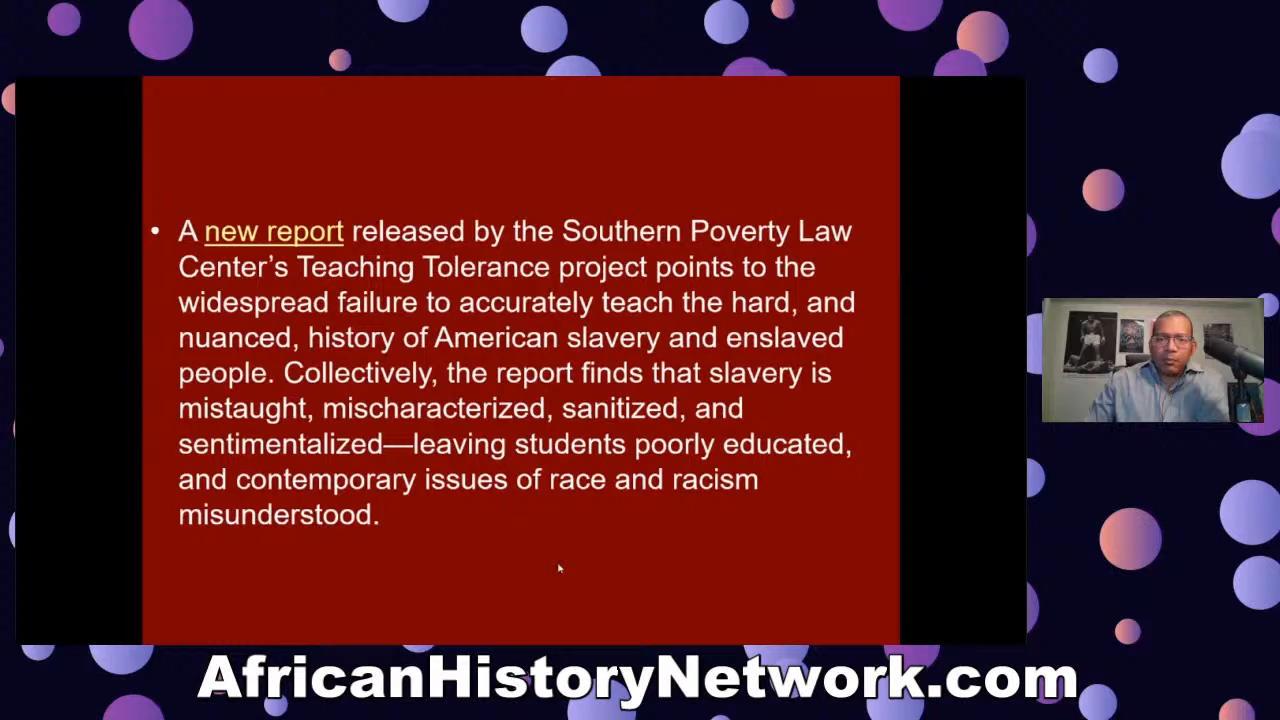 • A new report released by the Southern Poverty Law
Center’s Teaching Tolerance project points to the
widespread failure to accurately teach the hard, and
nuanced, history of American slavery and enslaved
people. Collectively, the report finds that slavery is
mistaught, mischaracterized, sanitized, and
sentimentalized—leaving students poorly educated,
and contemporary issues of race and racism
misunderstood.
AfricanHistoryNetwork.com